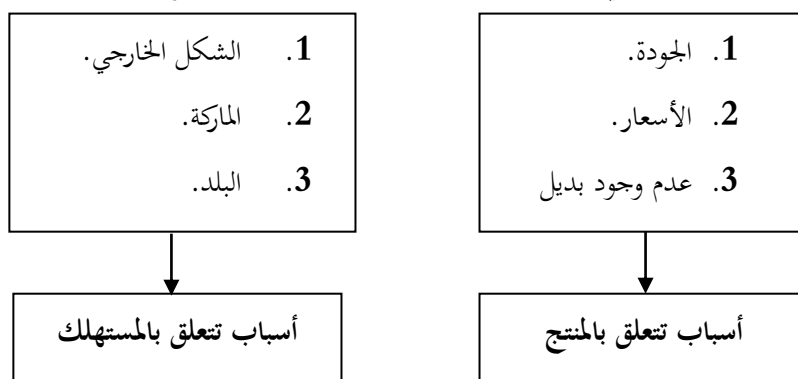 1. الجودة.
2. الأسعار.
3. عدم وجود بديل
أسباب تتعلق بالمنتج
1. الشكل الخارجي.
2. الماركة.
3. البلد.
أسباب تتعلق بالمستهلك